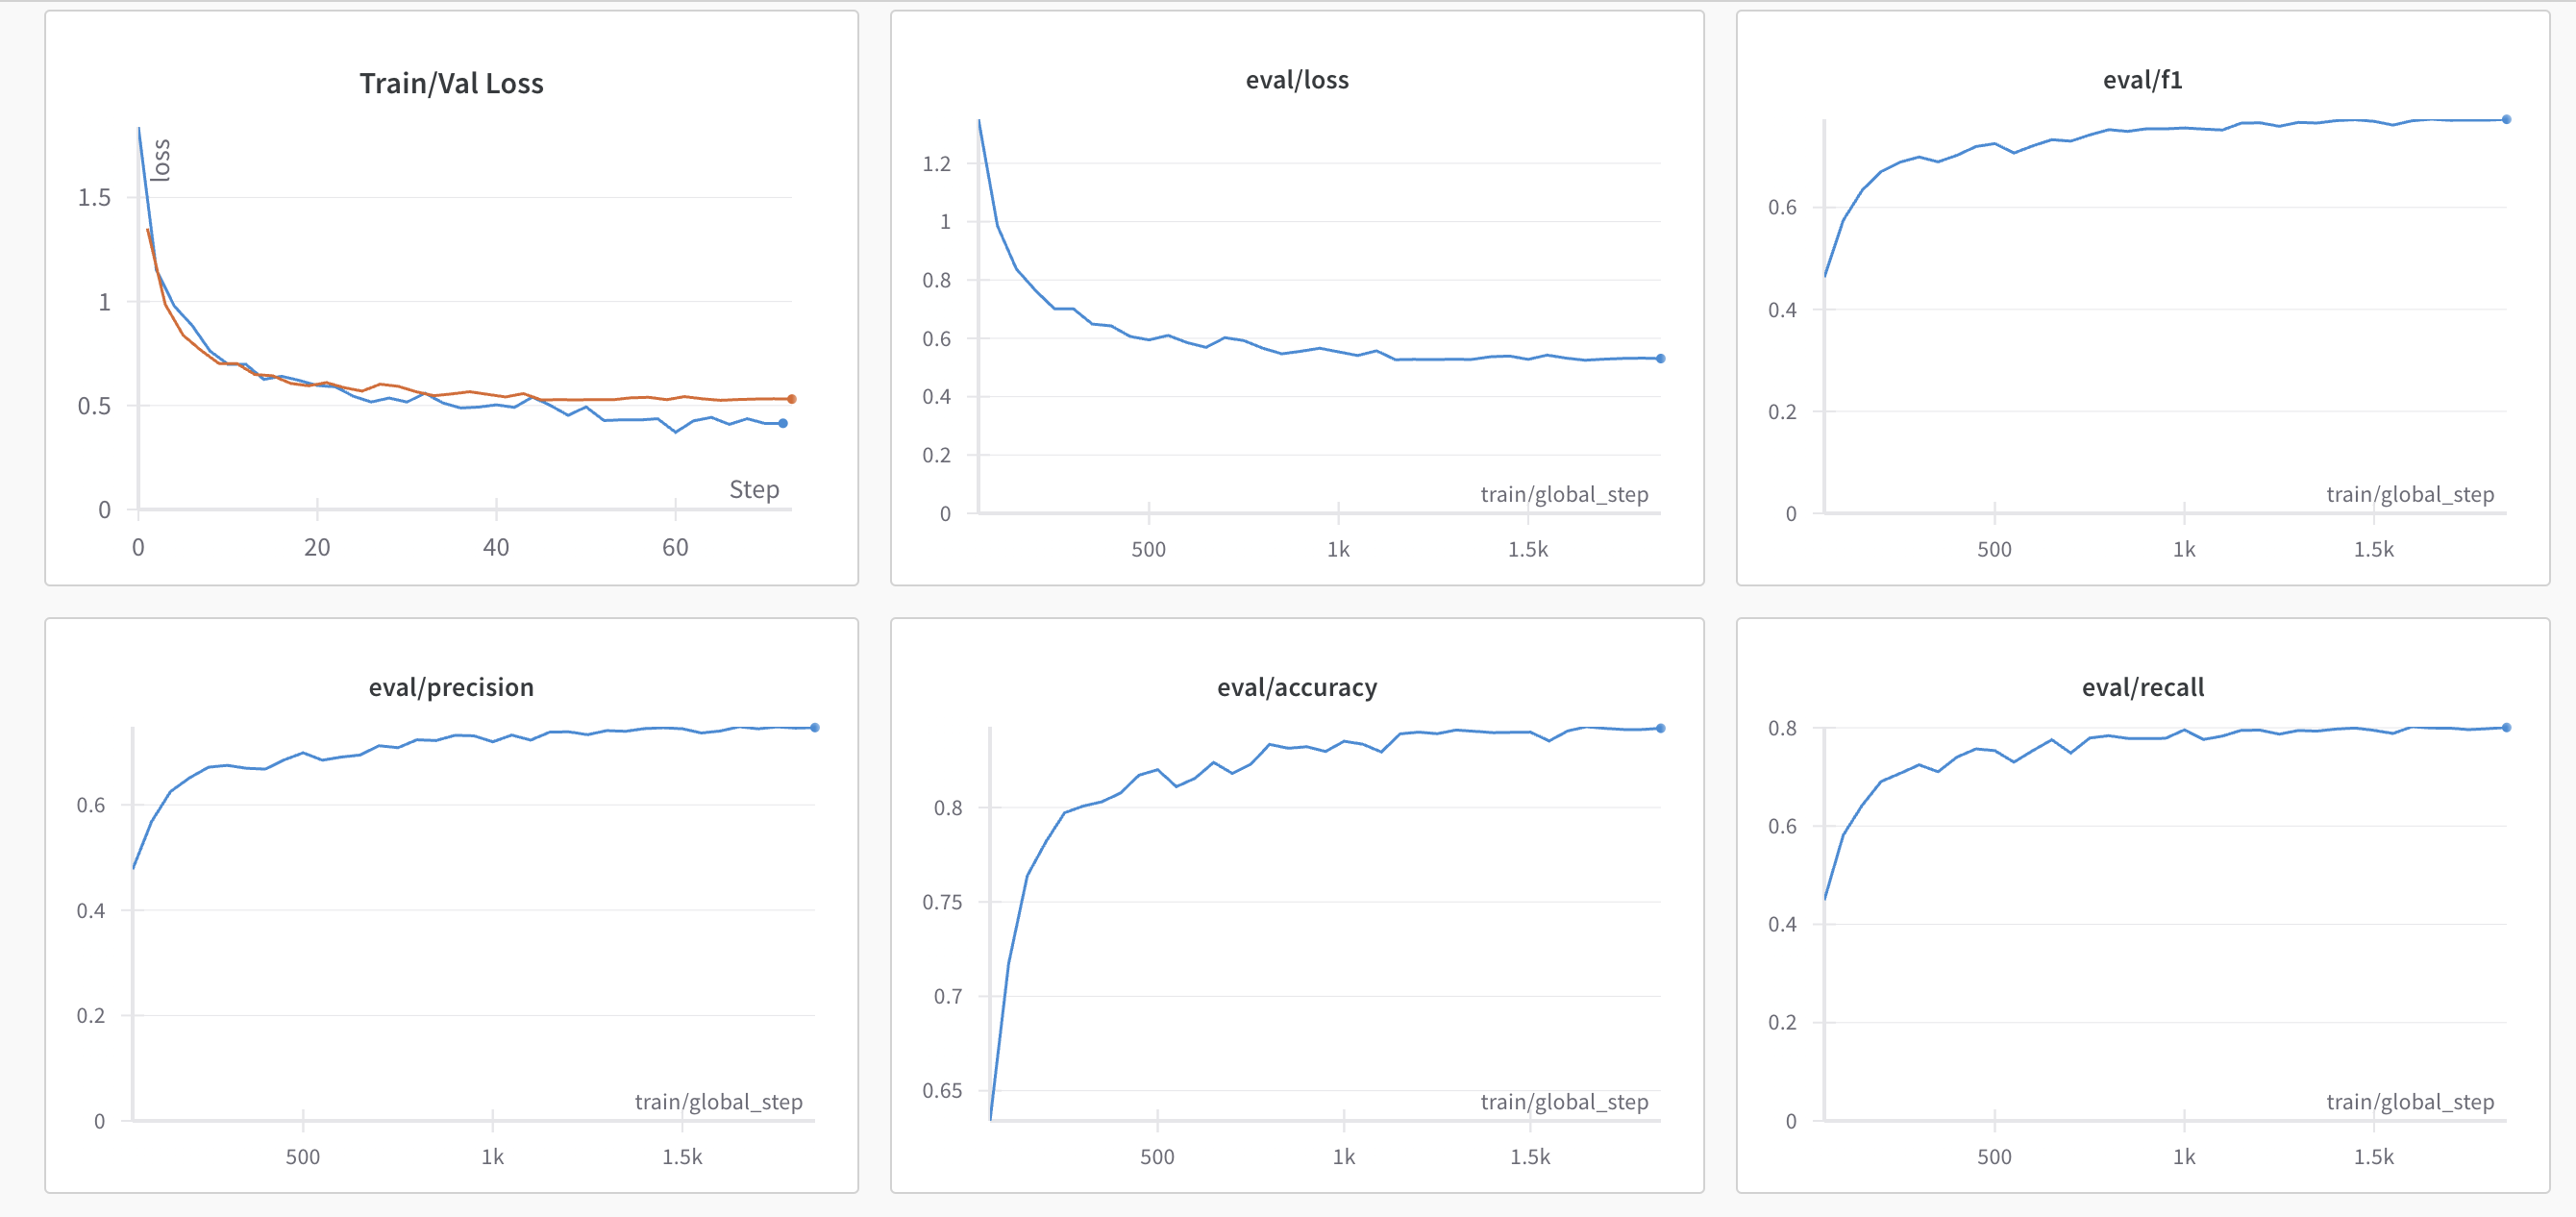 Train/Val Loss
loss
1.5
1
0.5
0
Step
0 20 40 60
eval/loss
1.2
1
0.8
0.6
0.4
0.2
0
train/global_step
500 1k 1.5k
eval/f1
0.6
0.4
0.2
0
train/global_step
500 1k 1.5k
eval/precision
0.6
0.4
0.2
0
train/global_step
500 1k 1.5k
eval/accuracy
0.8
0.75
0.7
0.65
train/global_step
500 1k 1.5k
eval/recall
0.8
0.6
0.4
0.2
0
train/global_step
500 1k 1.5k